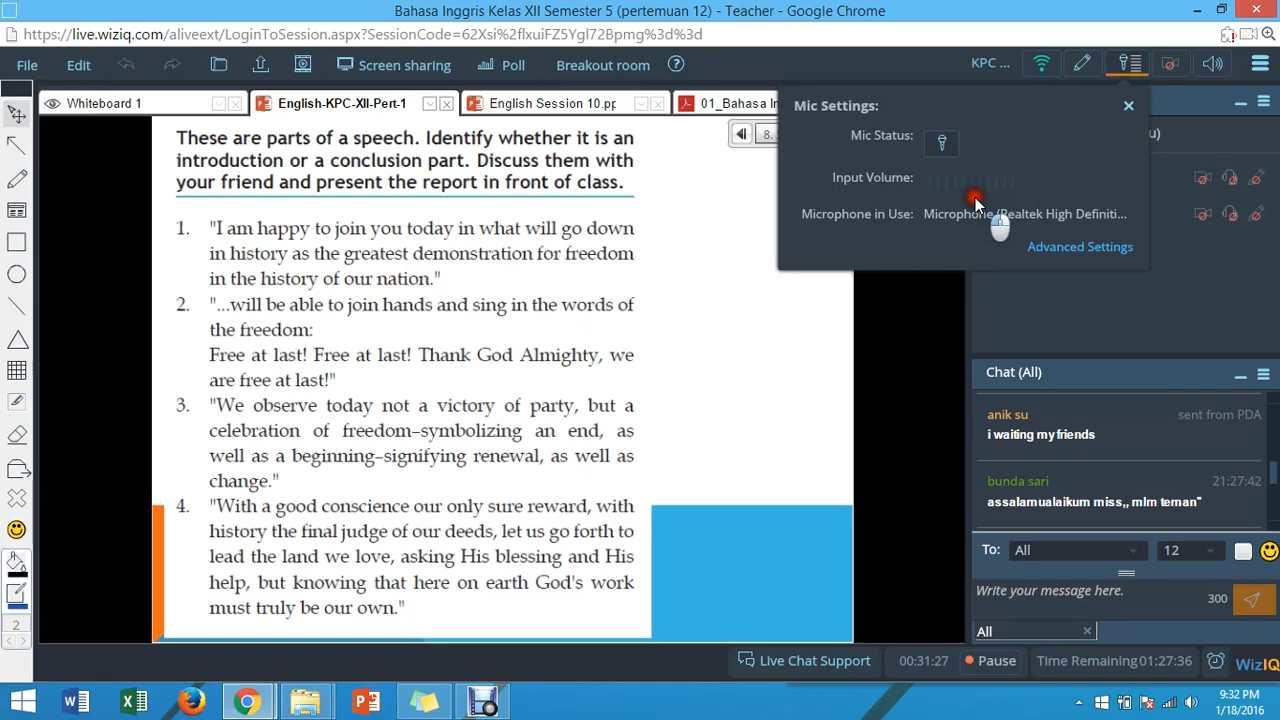 Bahasa Inggris Kelas XII Semester 5 (pertemuan 12) - Teacher - Google Chrome
https://live.wiziq.com/aliveext/LoginToSession.aspx?SessionCode=62Xsi%2flxuiFZ5Ygl72Bpmg%3d%3d
File Edit Screen sharing Poll Breakout room KPC ...
Whiteboard 1 English-KPC-XII-Pert-1 English Session 10.pp 01_Bahasa In
These are parts of a speech. Identify whether it is an
introduction or a conclusion part. Discuss them with
your friend and present the report in front of class.
1. "I am happy to join you today in what will go down
in history as the greatest demonstration for freedom
in the history of our nation."
2. "...will be able to join hands and sing in the words of
the freedom:
Free at last! Free at last! Thank God Almighty, we
are free at last!"
3. "We observe today not a victory of party, but a
celebration of freedom–symbolizing an end, as
well as a beginning–signifying renewal, as well as
change."
4. "With a good conscience our only sure reward, with
history the final judge of our deeds, let us go forth to
lead the land we love, asking His blessing and His
help, but knowing that here on earth God's work
must truly be our own."
8.
Mic Settings:
Mic Status:
Input Volume:
Microphone in Use: Microphone (Realtek High Definiti...
Advanced Settings
u)
Chat (All)
anik su sent from PDA
i waiting my friends
bunda sari 21:27:42
assalamualaikum miss,, mlm teman"
To: All 12
Write your message here. 300
All
2
Live Chat Support 00:31:27 Pause Time Remaining 01:27:36 WizIQ
9:32 PM
1/18/2016